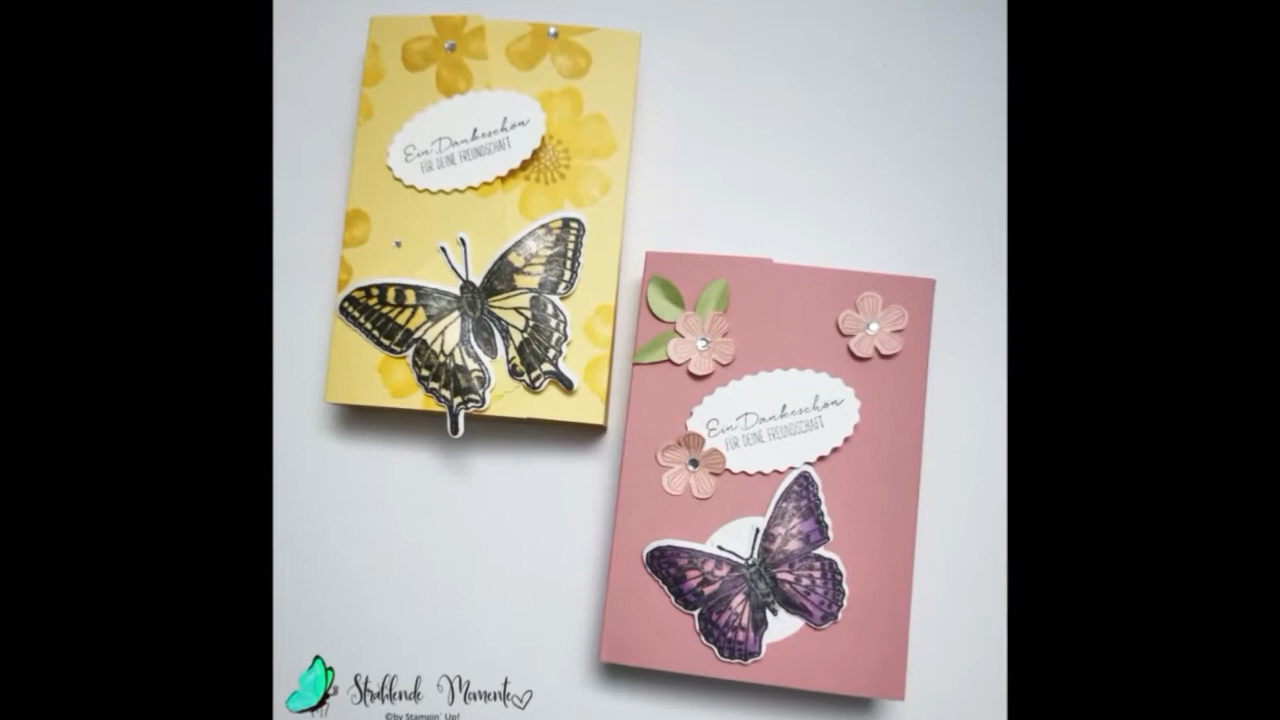 Ein Dankeschön
FÜR DEINE FREUNDSCHAFT
Ein Dankeschön
FÜR DEINE FREUNDSCHAFT
Strahlende Momente
©by Stampin´ Up!